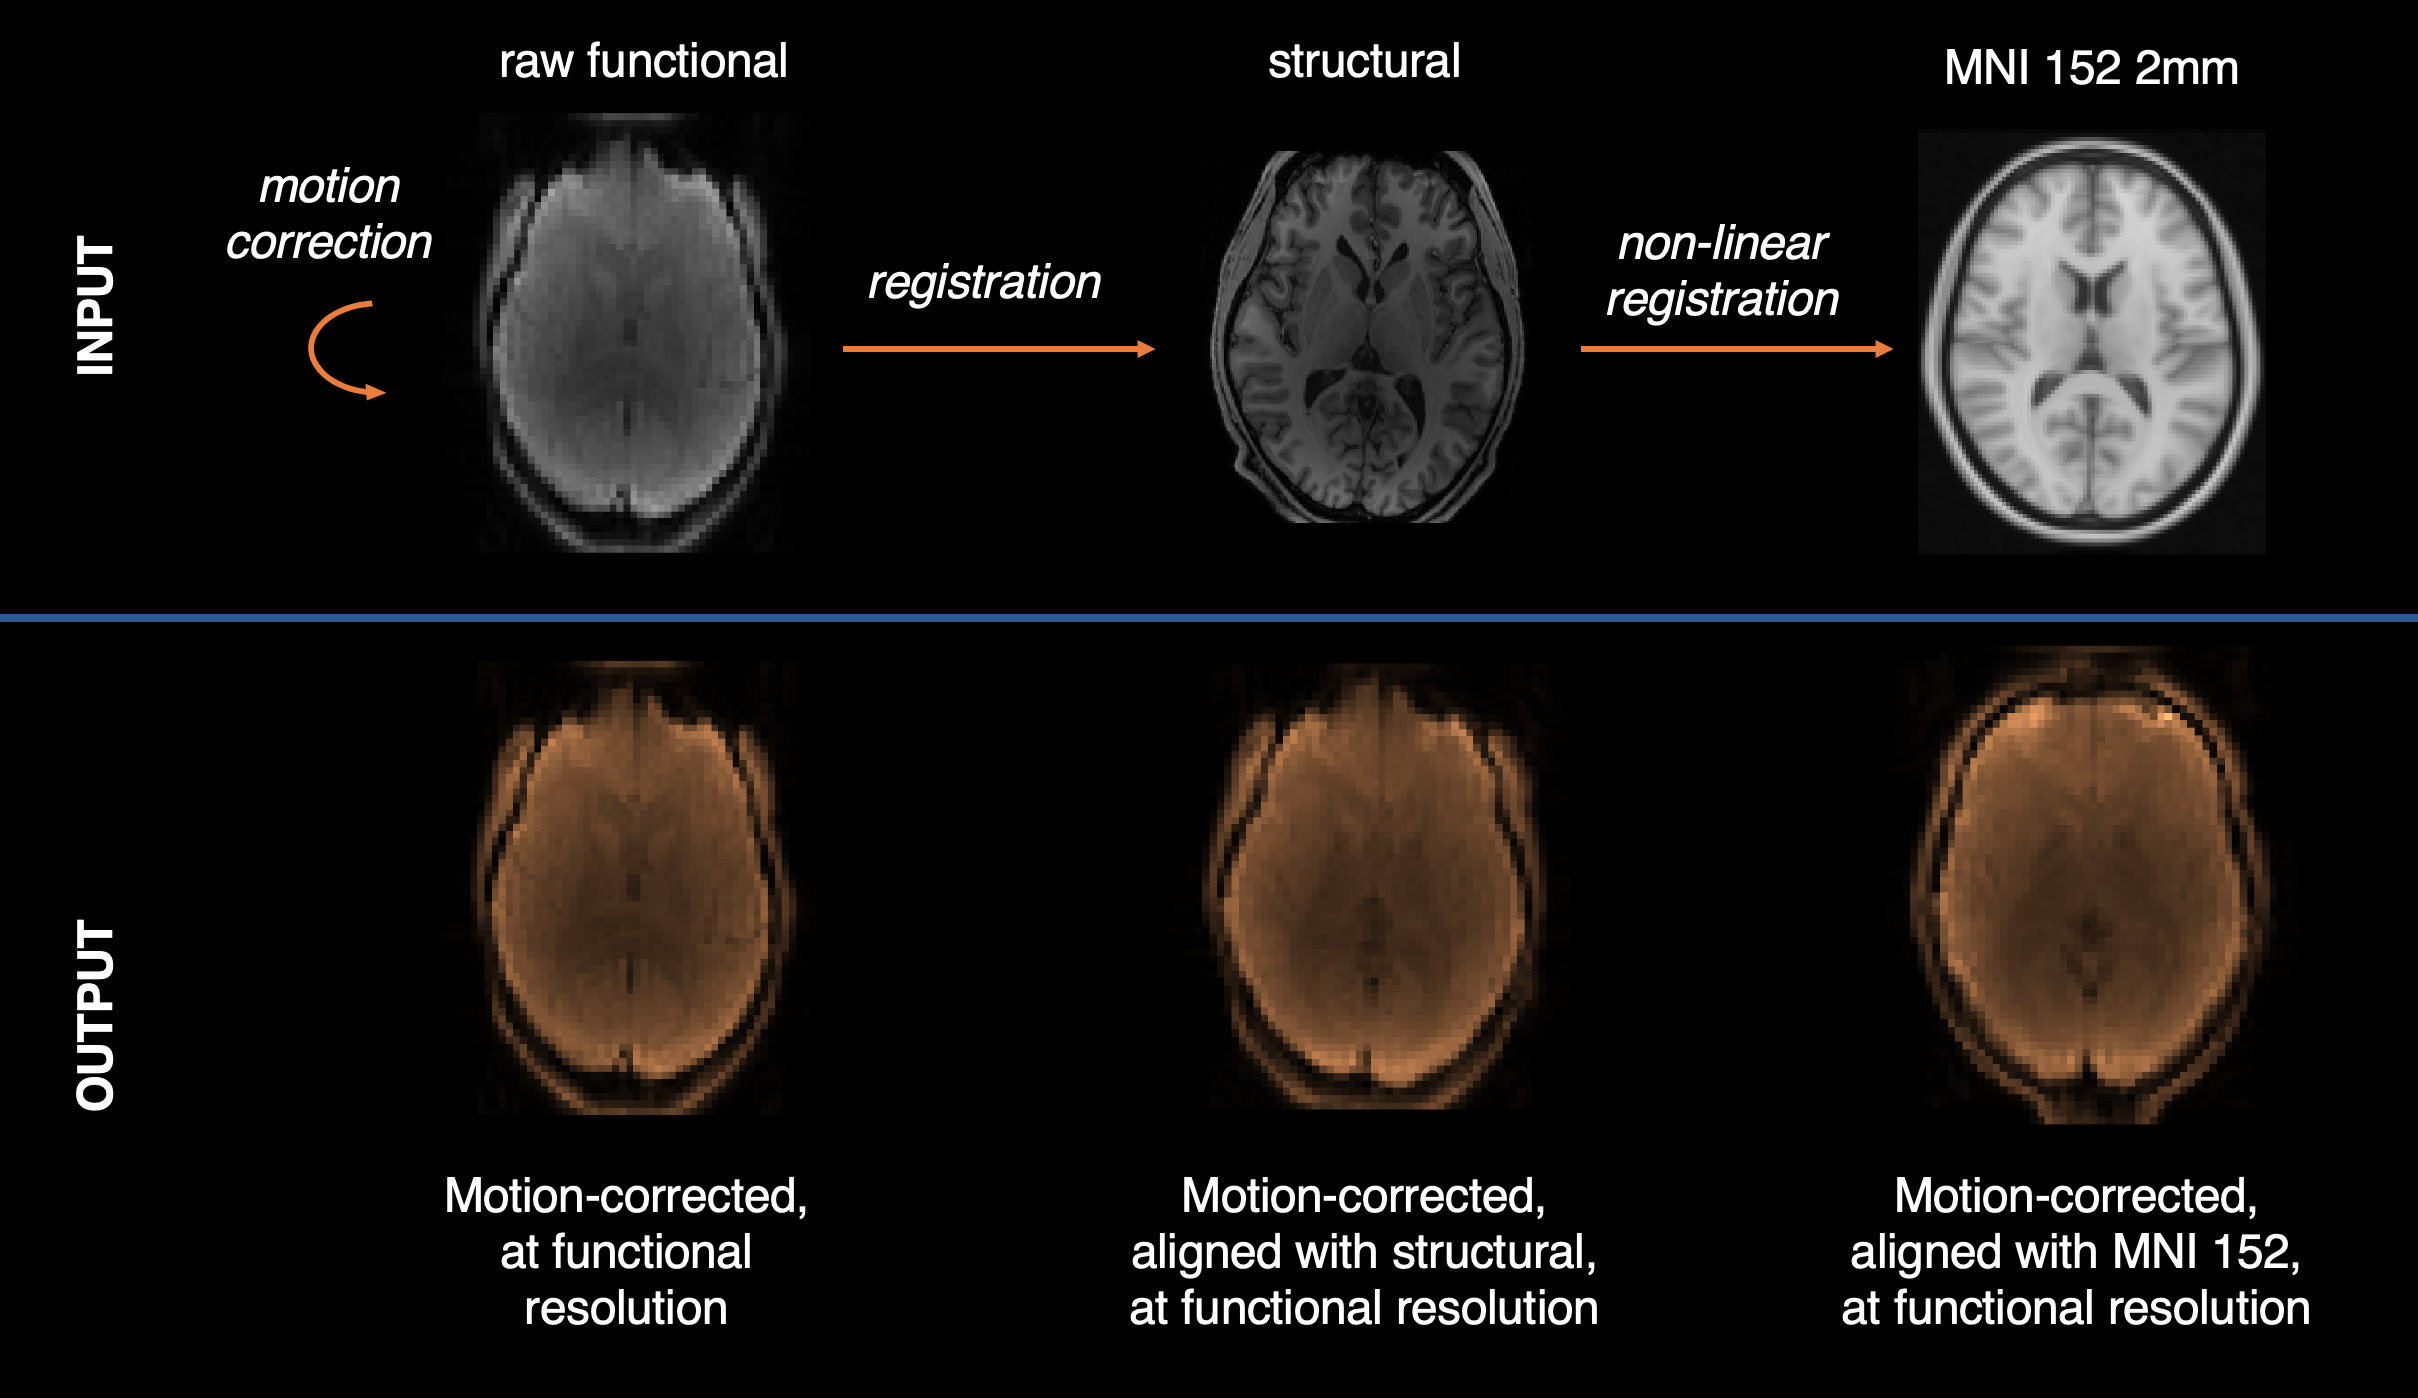 raw functional
structural
MNI 152 2mm
motion
correction
registration
non-linear
registration
INPUT
OUTPUT
Motion-corrected,
at functional
resolution
Motion-corrected,
aligned with structural,
at functional resolution
Motion-corrected,
aligned with MNI 152,
at functional resolution